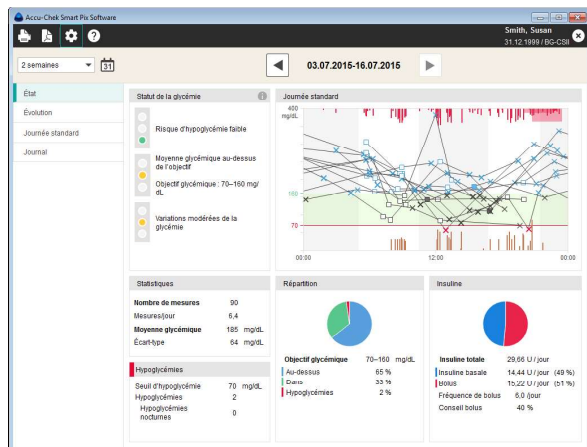 Accu-Chek Smart Pix Software
Smith, Susan
31.12.1999 / BG-CSII
2 semaines
31
03.07.2015-16.07.2015
État
Évolution
Journée standard
Journal
Statut de la glycémie
Risque d'hypoglycémie faible
Moyenne glycémique au-dessus
de l'objectif
Objectif glycémique : 70–160 mg/
dL
Variations modérées de la
glycémie
Journée standard
400
mg/dL
160
70
00:00
12:00
00:00
Statistiques
Nombre de mesures 90
Mesures/jour 6,4
Moyenne glycémique 185 mg/dL
Écart-type 64 mg/dL
Hypoglycémies
Seuil d'hypoglycémie 70 mg/dL
Hypoglycémies 2
Hypoglycémies
nocturnes 0
Répartition
Objectif glycémique 70–160 mg/dL
Au-dessus 65 %
Dans 33 %
Hypoglycémies 2 %
Insuline
Insuline totale 29,66 U / jour
Insuline basale 14,44 U / jour (49 %)
Bolus 15,22 U / jour (51 %)
Fréquence de bolus 6,0 /jour
Conseil bolus 40 %